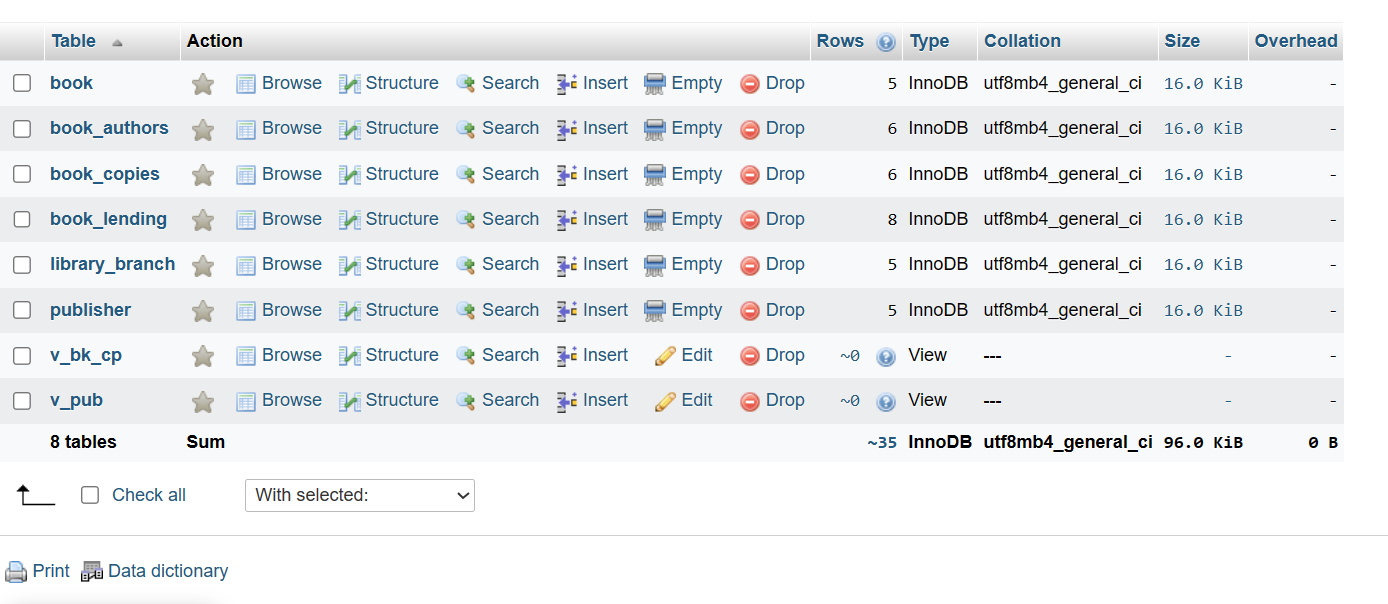 Table Action Rows Type Collation Size Overhead
book Browse Structure Search Insert Empty Drop 5 InnoDB utf8mb4_general_ci 16.0 KiB -
book_authors Browse Structure Search Insert Empty Drop 6 InnoDB utf8mb4_general_ci 16.0 KiB -
book_copies Browse Structure Search Insert Empty Drop 6 InnoDB utf8mb4_general_ci 16.0 KiB -
book_lending Browse Structure Search Insert Empty Drop 8 InnoDB utf8mb4_general_ci 16.0 KiB -
library_branch Browse Structure Search Insert Empty Drop 5 InnoDB utf8mb4_general_ci 16.0 KiB -
publisher Browse Structure Search Insert Empty Drop 5 InnoDB utf8mb4_general_ci 16.0 KiB -
v_bk_cp Browse Structure Search Insert Edit Drop ~0 View --- - -
v_pub Browse Structure Search Insert Edit Drop ~0 View --- - -
8 tables Sum ~35 InnoDB utf8mb4_general_ci 96.0 KiB 0 B
Check all With selected:
Print Data dictionary